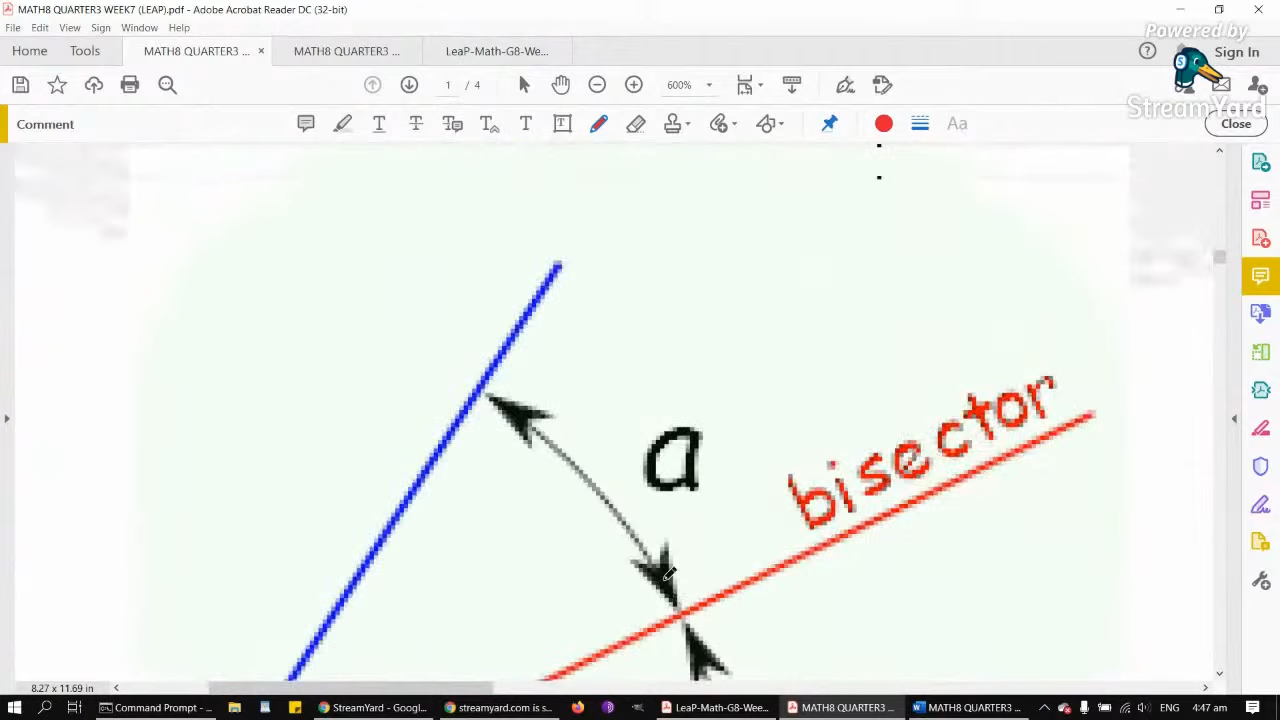 MATH8 QUARTER3 WEEK7 (LEAP).pdf - Adobe Acrobat Reader DC (32-bit)
File Edit View Sign Window Help
Powered by
StreamYard
Home Tools MATH8 QUARTER3 ... × MATH8 QUARTER3 ... LeaP-Math-G8-We... Sign In
1 / 4 600%
Comment Aa Close
bisector
a
8.27 x 11.69 in
Command Prompt - ... StreamYard - Googl... streamyard.com is s... LeaP-Math-G8-Wee... MATH8 QUARTER3 ... MATH8 QUARTER3 ... 4:47 am